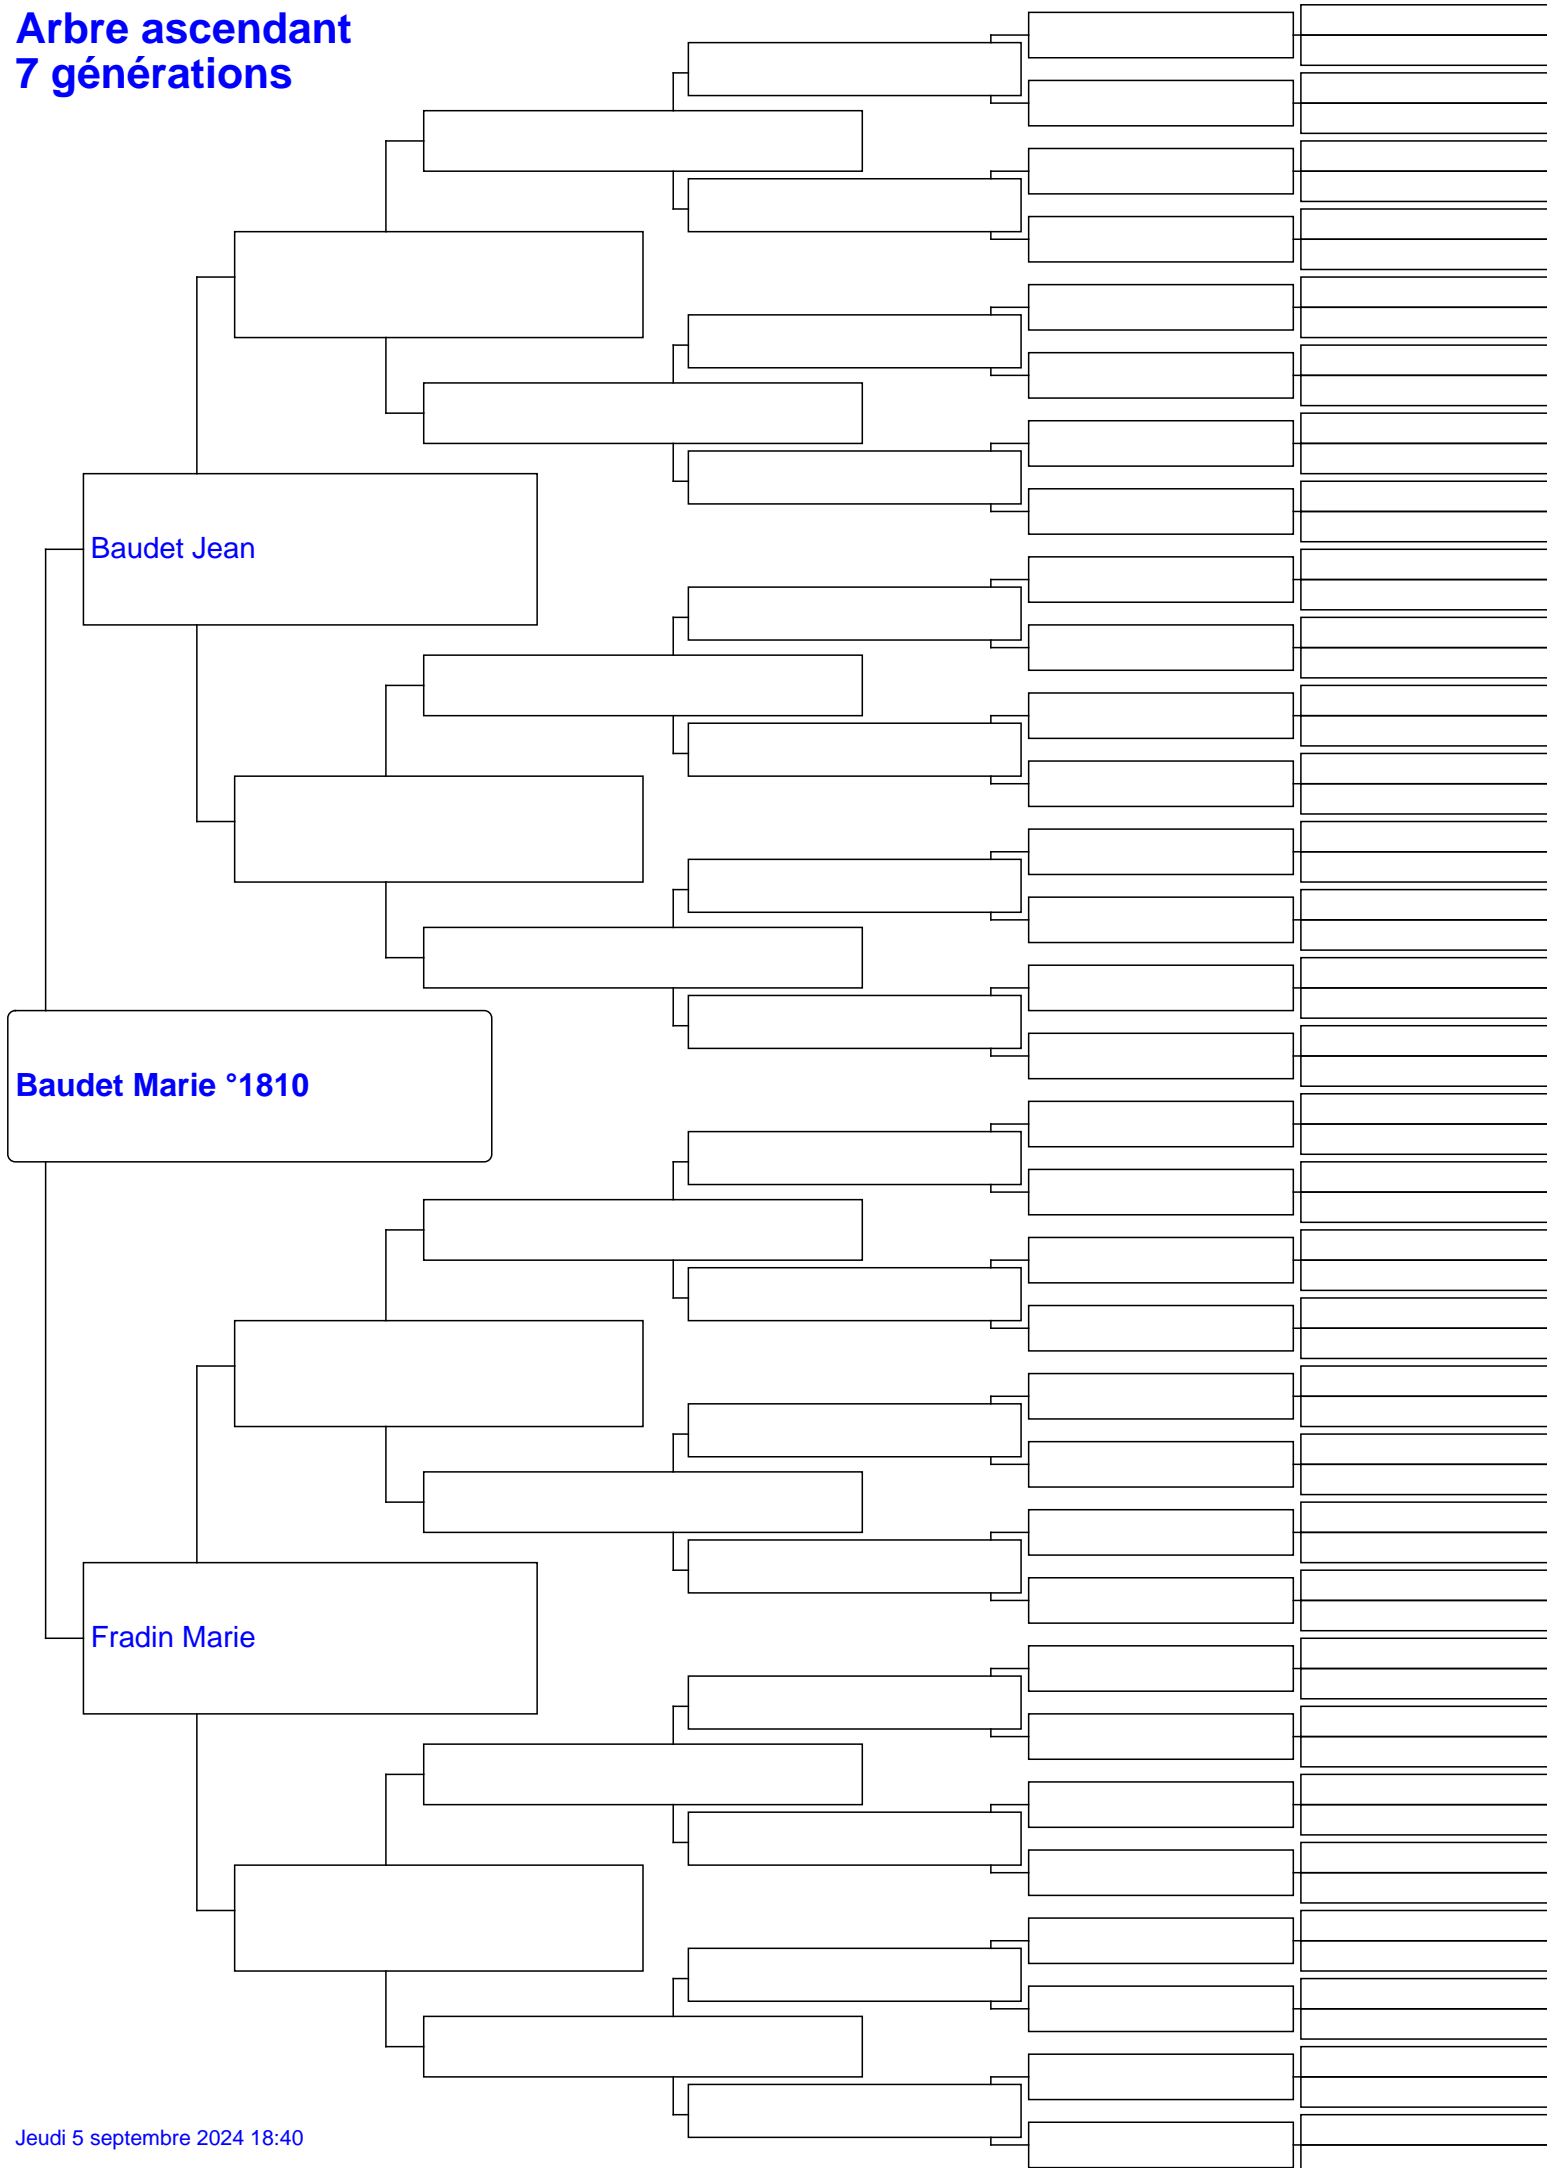 Arbre ascendant
7 générations
Baudet Jean
Baudet Marie °1810
Fradin Marie
Jeudi 5 septembre 2024 18:40